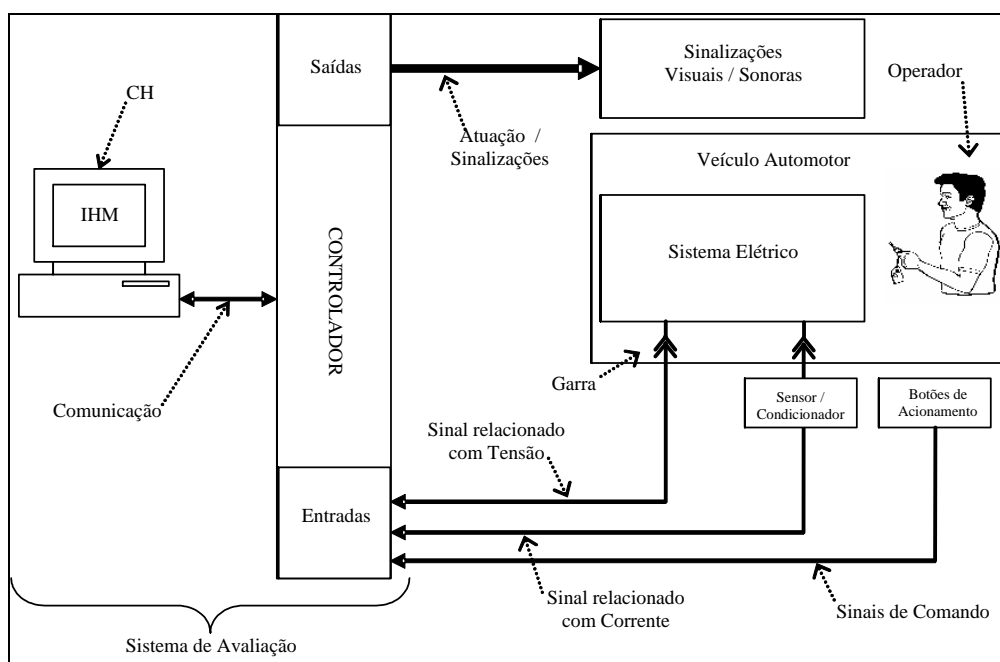 Saídas
Sinalizações
Visuais / Sonoras
Operador
CH
Atuação /
Sinalizações
Veículo Automotor
IHM
CONTROLADOR
Sistema Elétrico
Garra
Comunicação
Sensor /
Condicionador
Botões de
Acionamento
Sinal relacionado
com Tensão
Entradas
Sinal relacionado
com Corrente
Sinais de Comando
Sistema de Avaliação